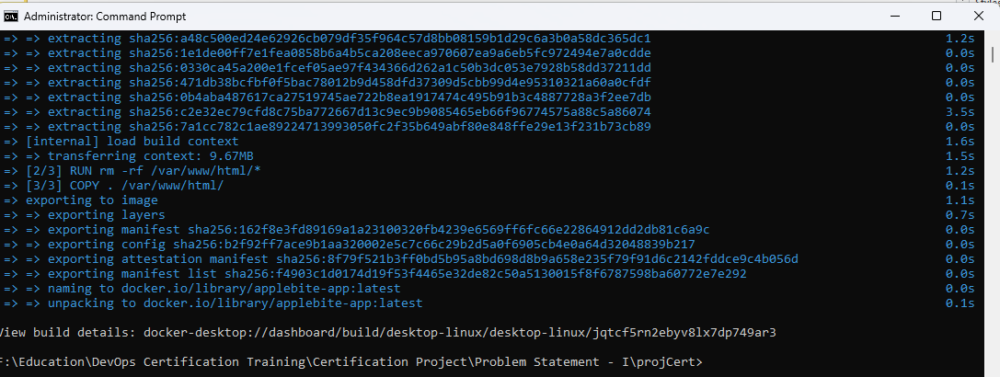 Administrator: Command Prompt
=> => extracting sha256:a48c500ed24e62926cb079df35f964c57d8bb08159b1d29c6a3b0a58dc365dc1 1.2s
=> => extracting sha256:1e1de00ff7e1fea0858b6a4b5ca208eeca970607ea9a6eb5fc972494e7a0cdde 0.0s
=> => extracting sha256:0330ca45a200e1fcef05ae97f434366d262a1c50b3dc053e7928b58dd37211dd 0.0s
=> => extracting sha256:471db38bcfbf0f5bac78012b9d458dfd37309d5cbb99d4e95310321a60a0cfdf 0.0s
=> => extracting sha256:0b4aba487617ca27519745ae722b8ea1917474c495b91b3c4887728a3f2ee7db 0.0s
=> => extracting sha256:c2e32ec79cfd8c75ba772667d13c9ec9b9085465eb66f96774575a88c5a86074 3.5s
=> => extracting sha256:7a1cc782c1ae89224713993050fc2f35b649abf80e848ffe29e13f231b73cb89 0.0s
=> [internal] load build context 1.6s
=> => transferring context: 9.67MB 1.5s
=> [2/3] RUN rm -rf /var/www/html/* 1.2s
=> [3/3] COPY . /var/www/html/ 0.1s
=> exporting to image 1.1s
=> => exporting layers 0.7s
=> => exporting manifest sha256:162f8e3fd89169a1a23100320fb4239e6569ff6fc66e22864912dd2db81c6a9c 0.0s
=> => exporting config sha256:b2f92ff7ace9b1aa320002e5c7c66c29b2d5a0f6905cb4e0a64d32048839b217 0.0s
=> => exporting attestation manifest sha256:8f79f521b3ff0bd5b95a8bd698d8b9a658e235f79f91d6c2142fddce9c4b056d 0.0s
=> => exporting manifest list sha256:f4903c1d0174d19f53f4465e32de82c50a5130015f8f6787598ba60772e7e292 0.0s
=> => naming to docker.io/library/applebite-app:latest 0.0s
=> => unpacking to docker.io/library/applebite-app:latest 0.1s
View build details: docker-desktop://dashboard/build/desktop-linux/desktop-linux/jqtcf5rn2ebyv8lx7dp749ar3
F:\Education\DevOps Certification Training\Certification Project\Problem Statement - I\projCert>